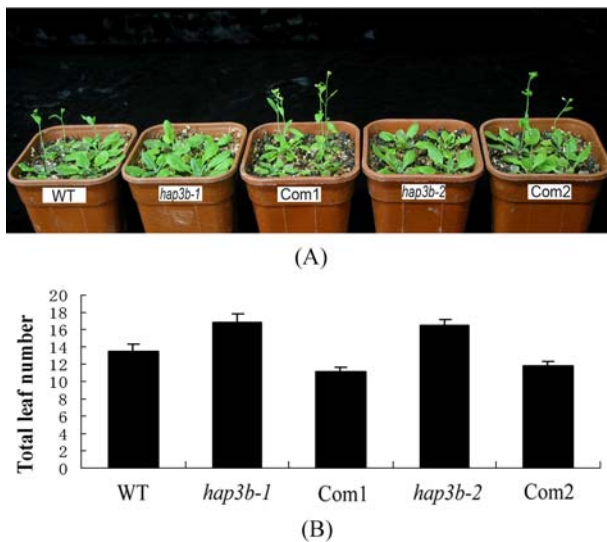 WT
hap3b-1
Com1
hap3b-2
Com2
(A)
Total leaf number
20
18
16
14
12
10
8
6
4
2
0
WT
hap3b-1
Com1
hap3b-2
Com2
(B)